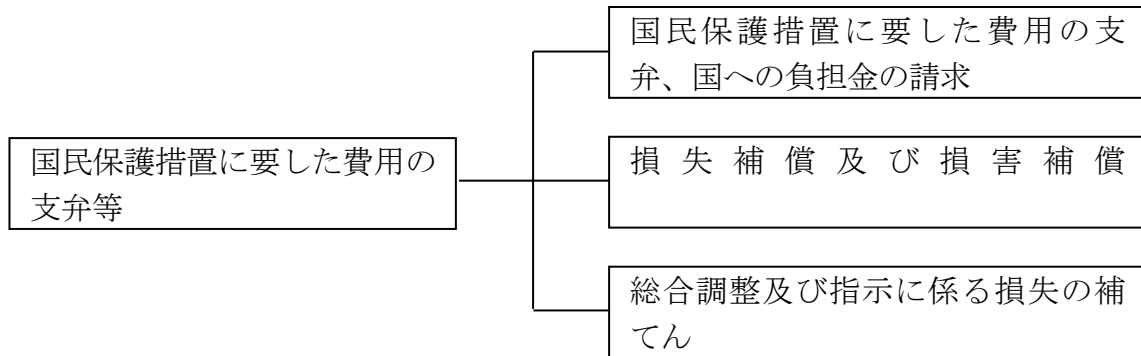 国民保護措置に要した費用の支
弁、国への負担金の請求
国民保護措置に要した費用の
支弁等
損失補償及び損害補償
総合調整及び指示に係る損失の補
てん